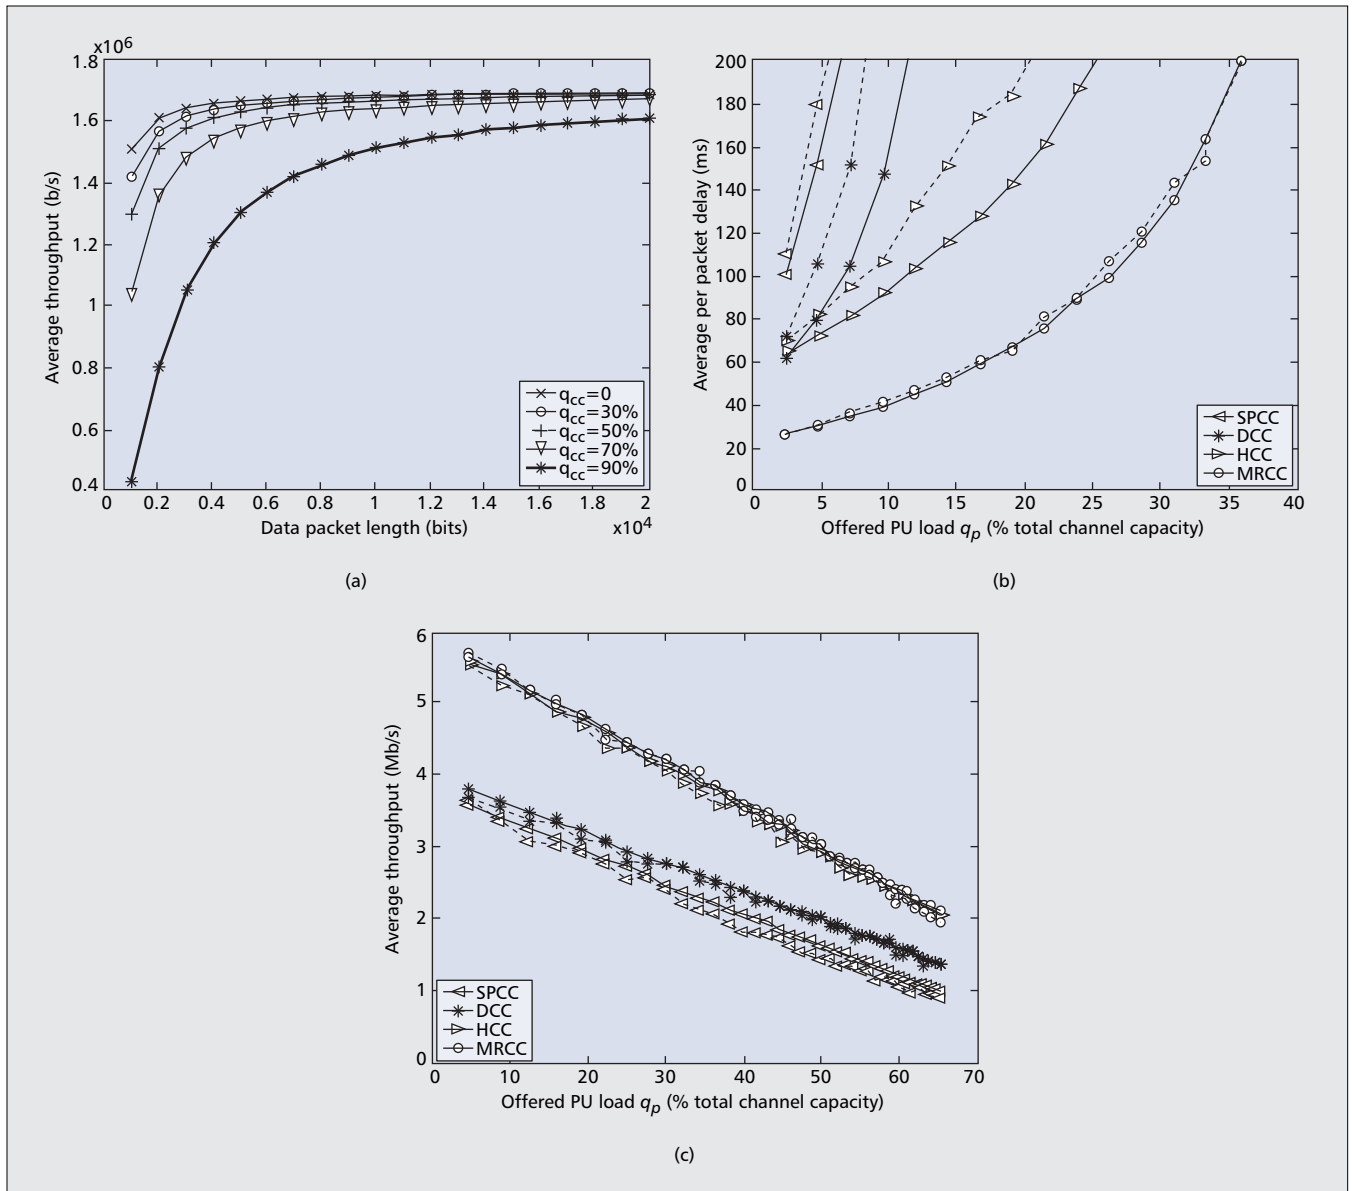 x10⁶
1.8
1.6
1.4
1.2
1
0.8
0.6
0.4
Average throughput (b/s)
q_cc=0
q_cc=30%
q_cc=50%
q_cc=70%
q_cc=90%
0 0.2 0.4 0.6 0.8 1 1.2 1.4 1.6 1.8 2
Data packet length (bits)
x10⁴
(a)
200
180
160
140
120
100
80
60
40
20
0
Average per packet delay (ms)
SPCC
DCC
HCC
MRCC
0 5 10 15 20 25 30 35 40
Offered PU load q_p (% total channel capacity)
(b)
6
5
4
3
2
1
0
Average throughput (Mb/s)
SPCC
DCC
HCC
MRCC
0 10 20 30 40 50 60 70
Offered PU load q_p (% total channel capacity)
(c)